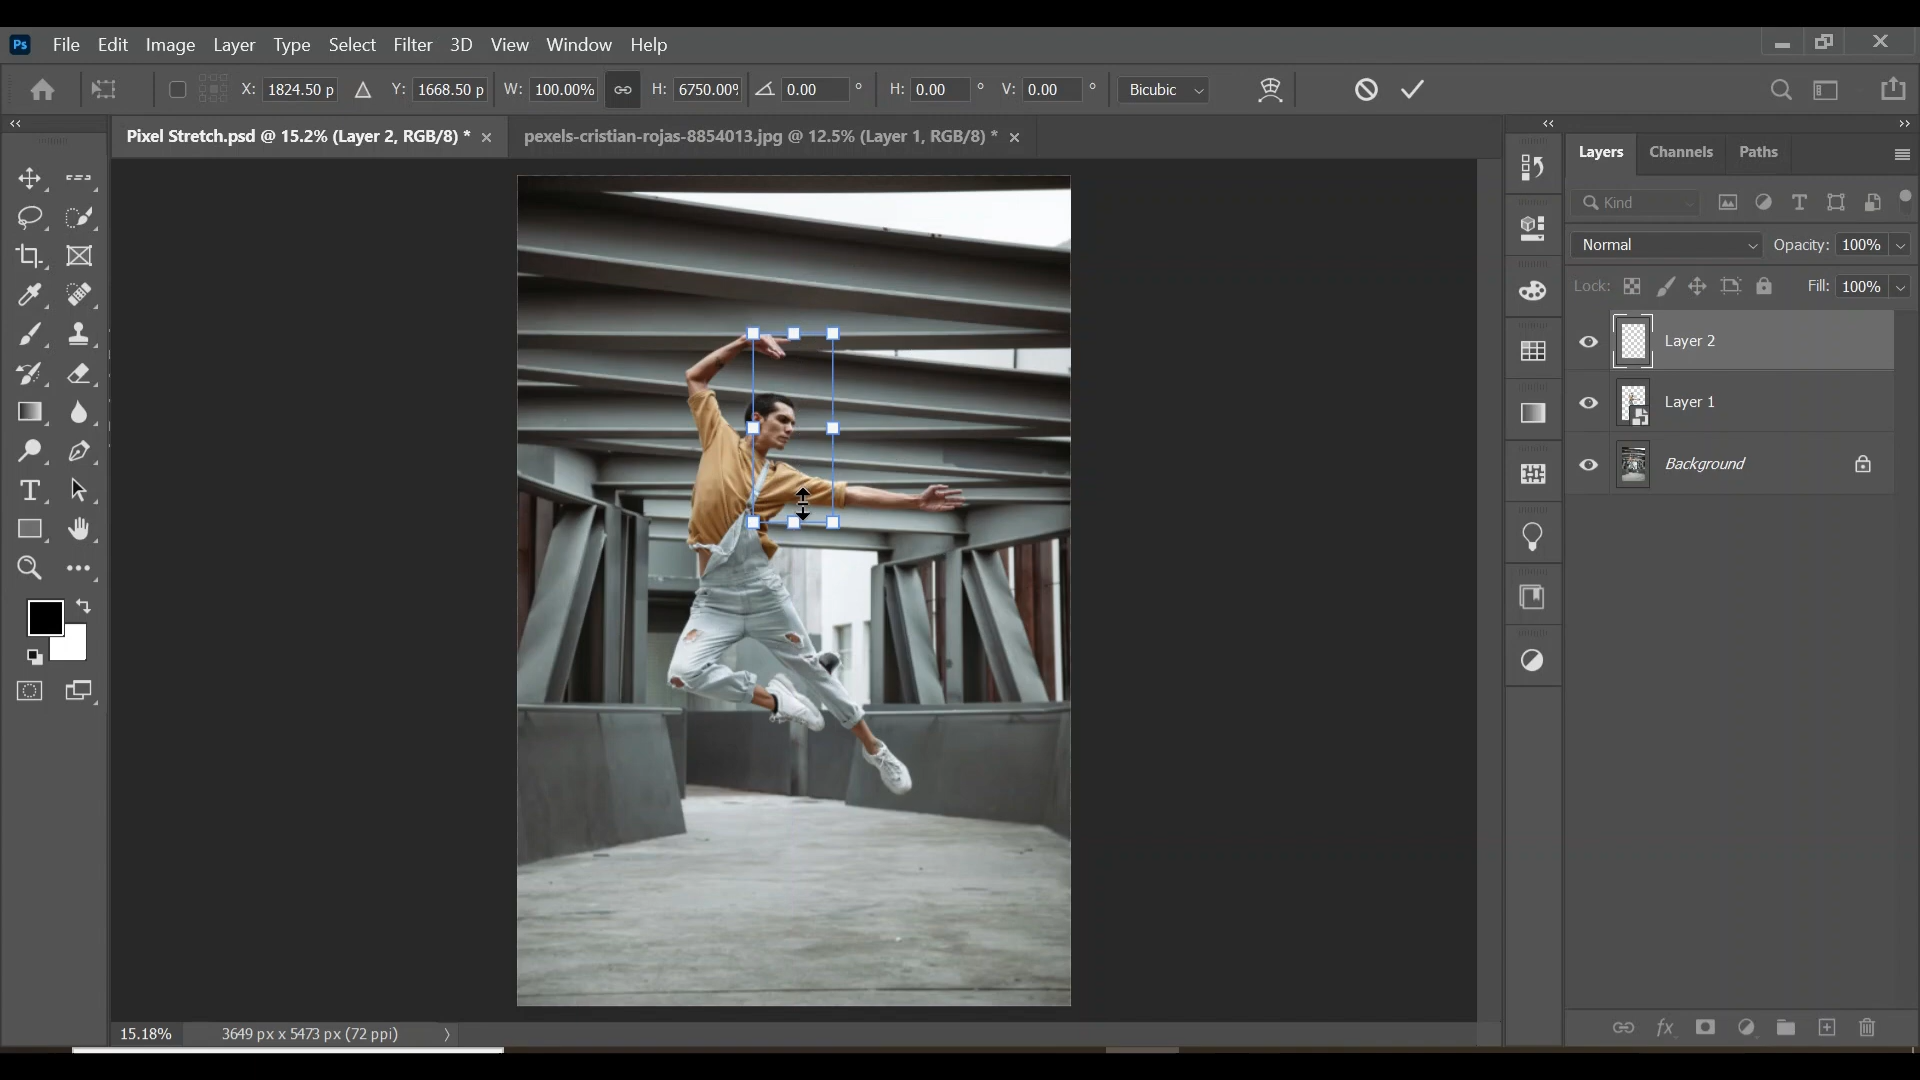 Ps File Edit Image Layer Type Select Filter 3D View Window Help
X: 1824.50 p Y: 1668.50 p W: 100.00% H: 6750.00% 0.00 ° H: 0.00 ° V: 0.00 ° Bicubic
Pixel Stretch.psd @ 15.2% (Layer 2, RGB/8) * × pexels-cristian-rojas-8854013.jpg @ 12.5% (Layer 1, RGB/8) * ×
Layers Channels Paths
Kind
Normal Opacity: 100%
Lock: Fill: 100%
Layer 2
Layer 1
Background
15.18% 3649 px x 5473 px (72 ppi)